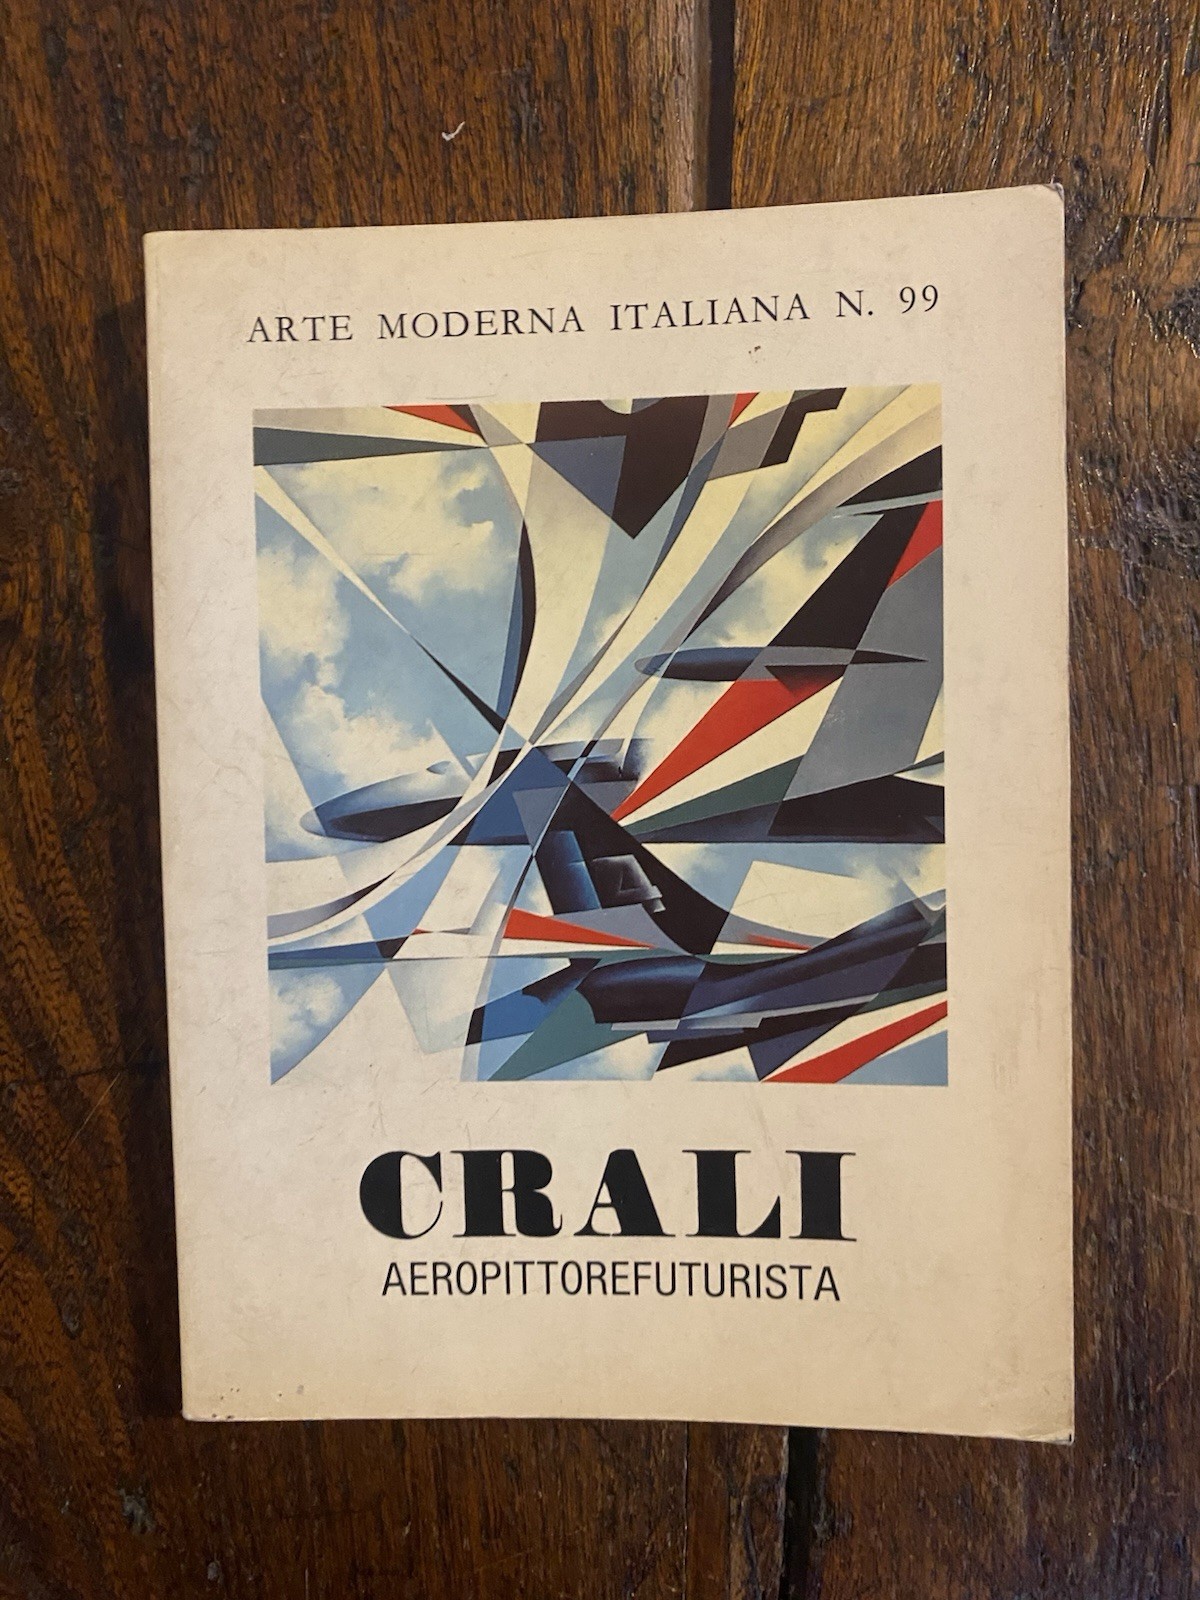 ARTE MODERNA ITALIANA N. 99
CRALI
AEROPITTOREFUTURISTA